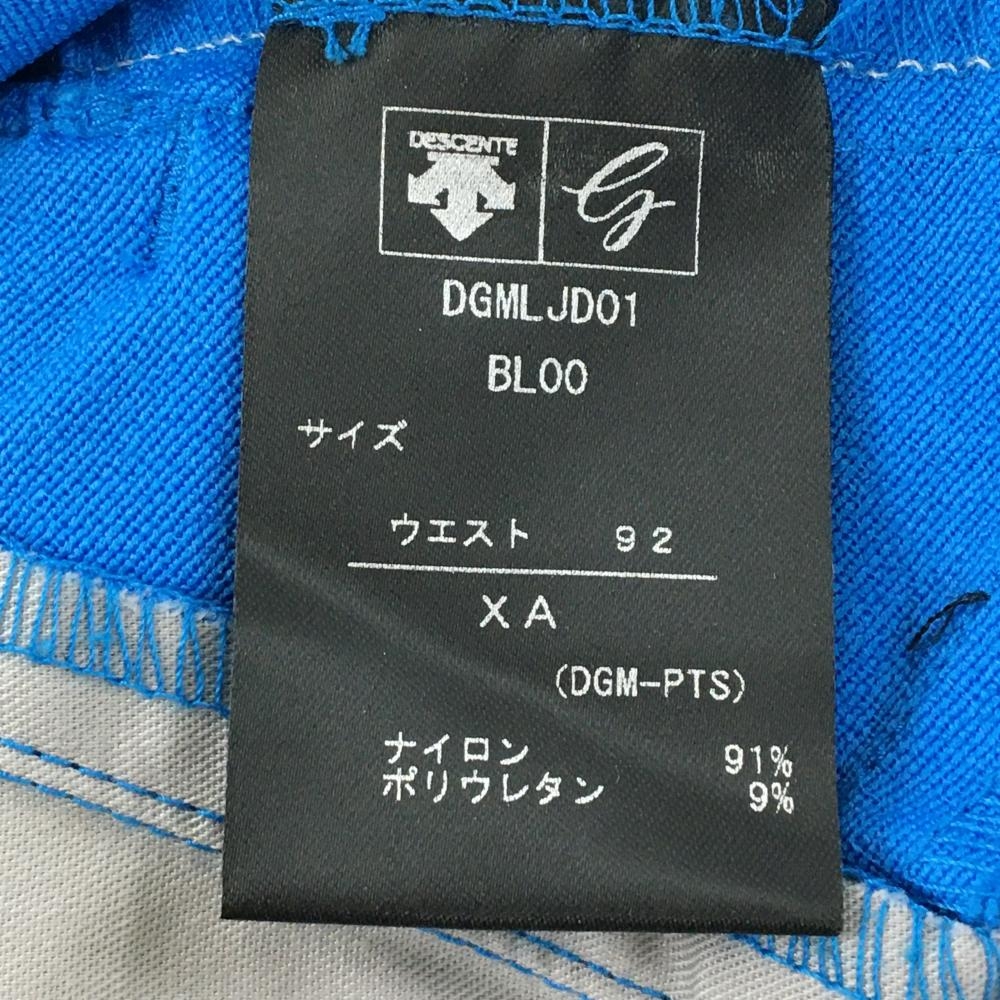 DESCENTE
G
DGMLJD01
BL00
サイズ
ウエスト 92
XA
(DGM-PTS)
ナイロン 91%
ポリウレタン 9%